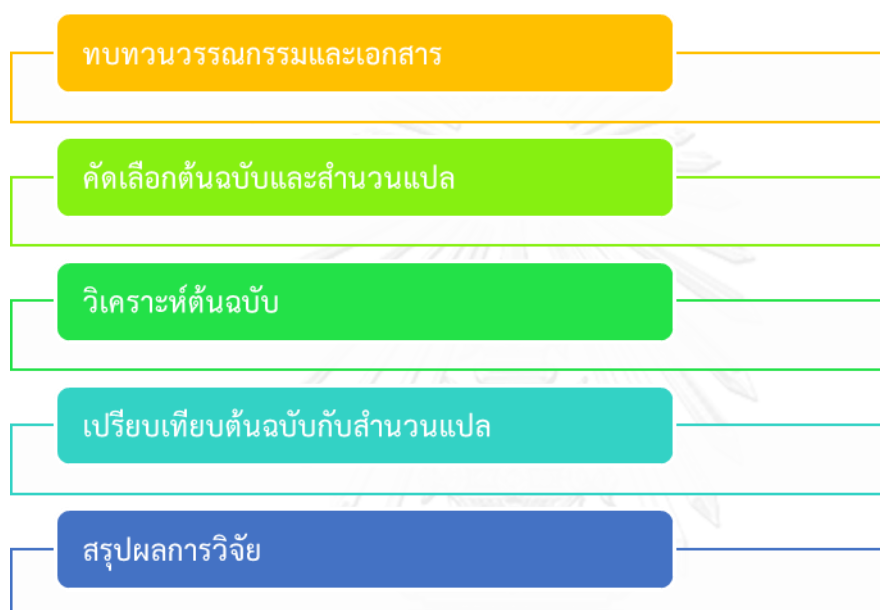 ทบทวนวรรณกรรมและเอกสาร
คัดเลือกต้นฉบับและสำนวนแปล
วิเคราะห์ต้นฉบับ
เปรียบเทียบต้นฉบับกับสำนวนแปล
สรุปผลการวิจัย